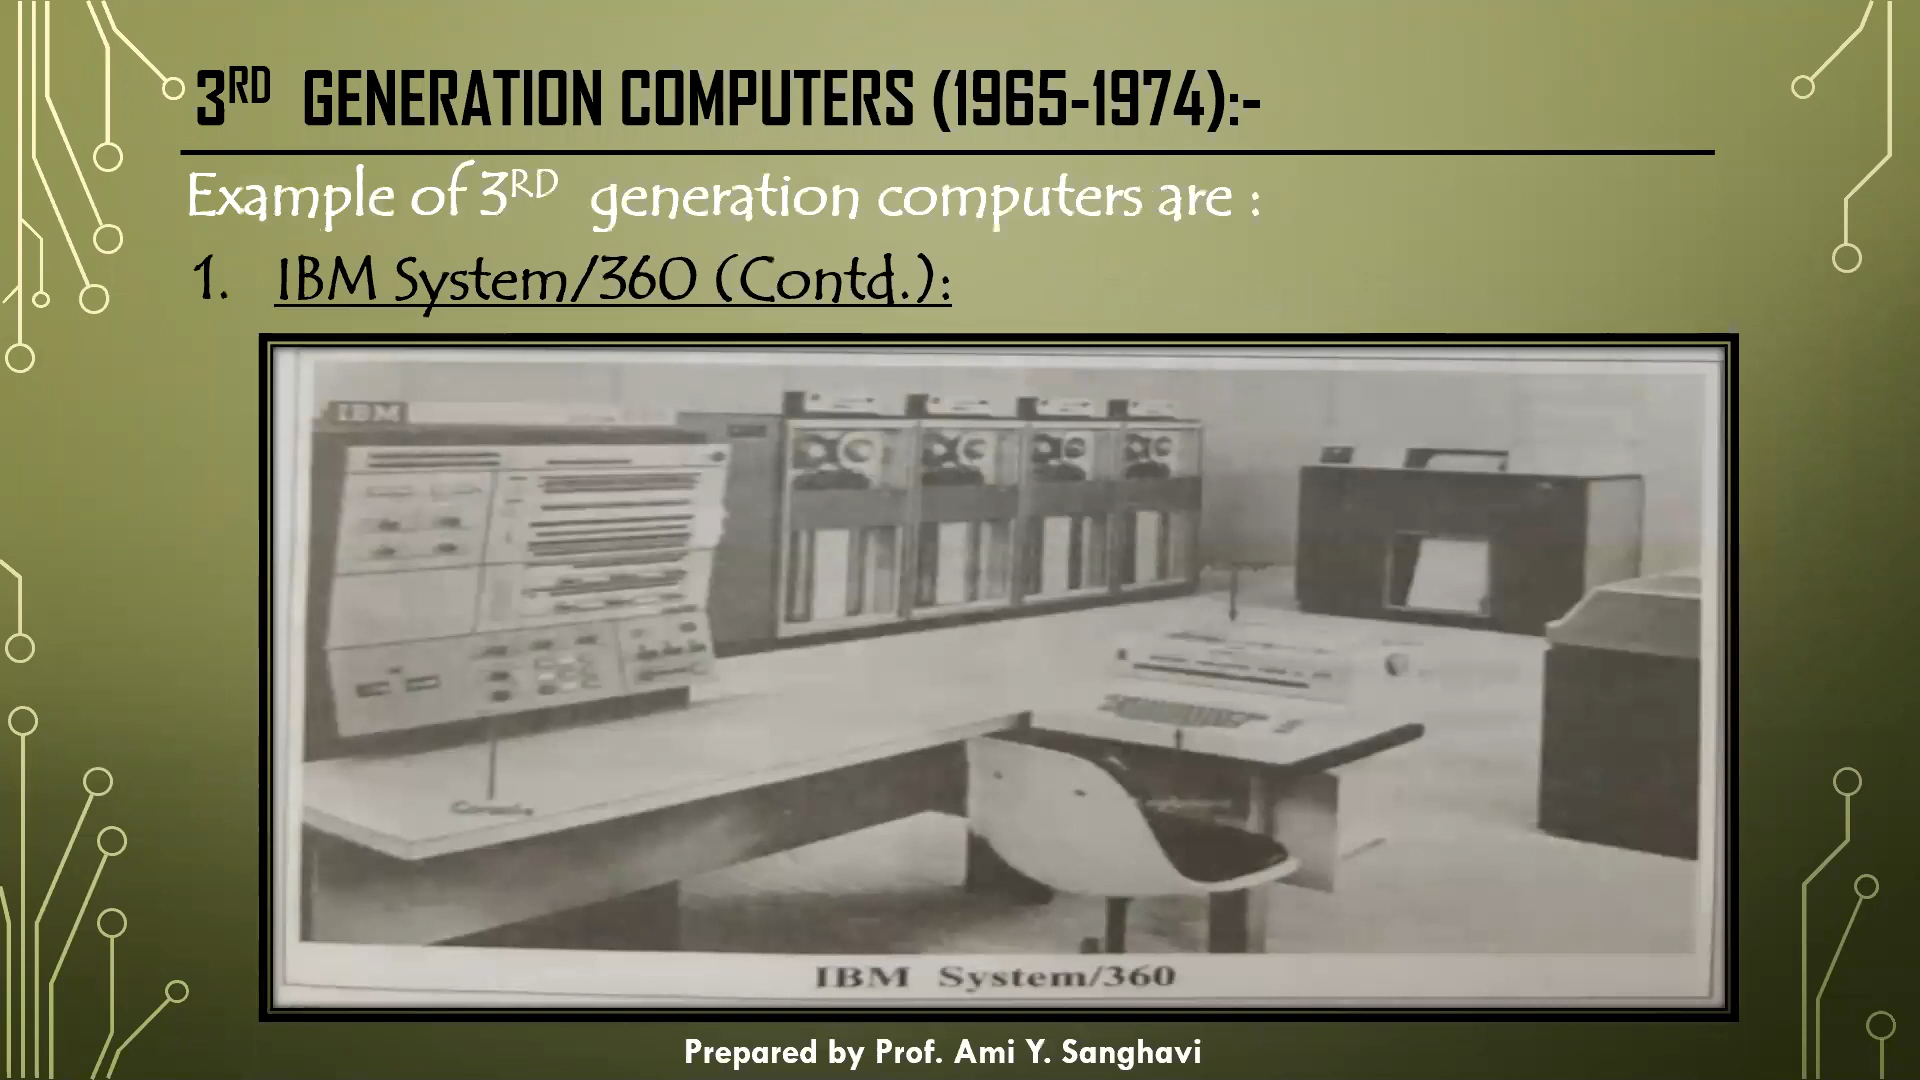 3RD GENERATION COMPUTERS (1965-1974):-
Example of 3RD generation computers are :
1. IBM System/360 (Contd.):
IBM
Console
IBM System/360
Prepared by Prof. Ami Y. Sanghavi